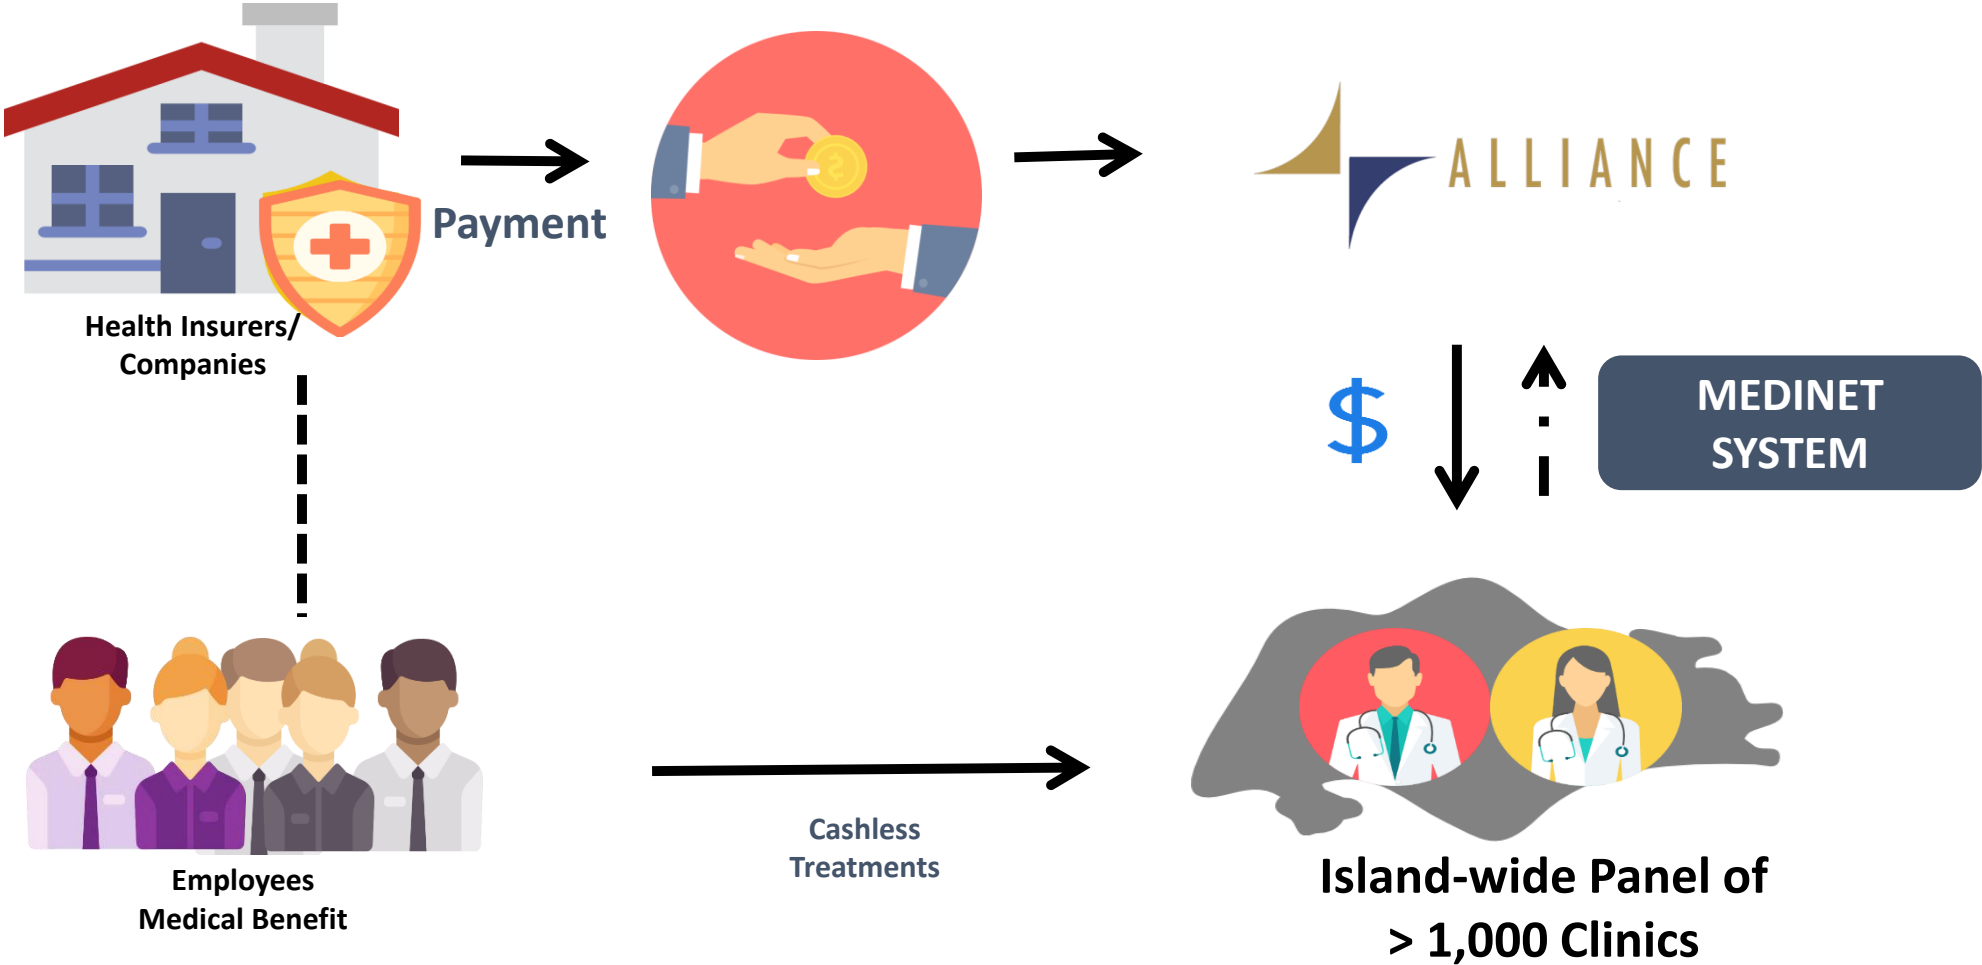 Payment
ALLIANCE
Health Insurers/
Companies
$
MEDINET
SYSTEM
Cashless
Treatments
Employees
Medical Benefit
Island-wide Panel of
> 1,000 Clinics